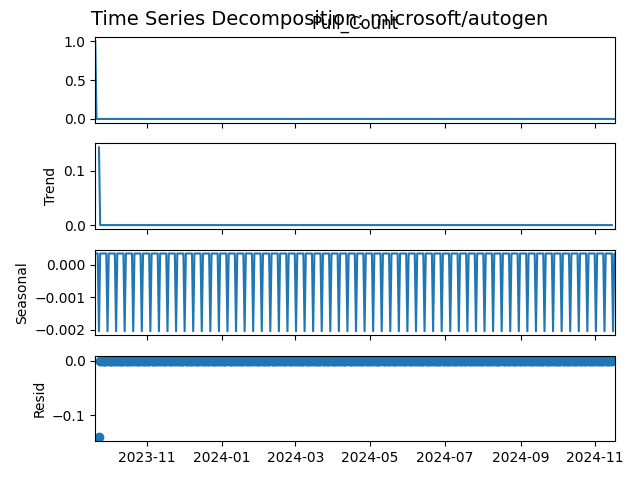 Time Series Decomposition: microsoft/autogen
Pull_Count
1.0
0.5
0.0
Trend
0.1
0.0
Seasonal
0.000
−0.001
−0.002
Resid
0.0
−0.1
2023-11 2024-01 2024-03 2024-05 2024-07 2024-09 2024-11